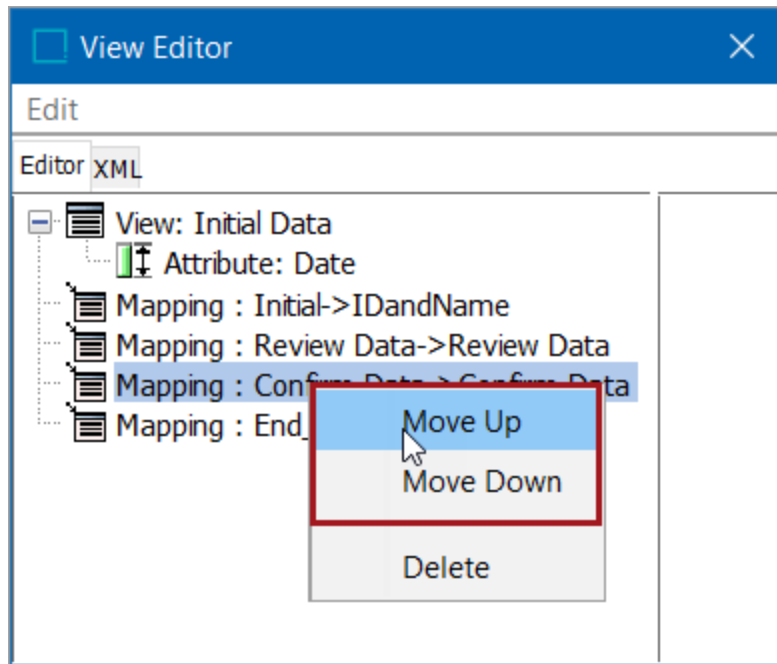 View Editor
Edit
Editor XML
View: Initial Data
Attribute: Date
Mapping : Initial->IDandName
Mapping : Review Data->Review Data
Mapping : Confirm Data->Confirm Data
Mapping : End_
Move Up
Move Down
Delete